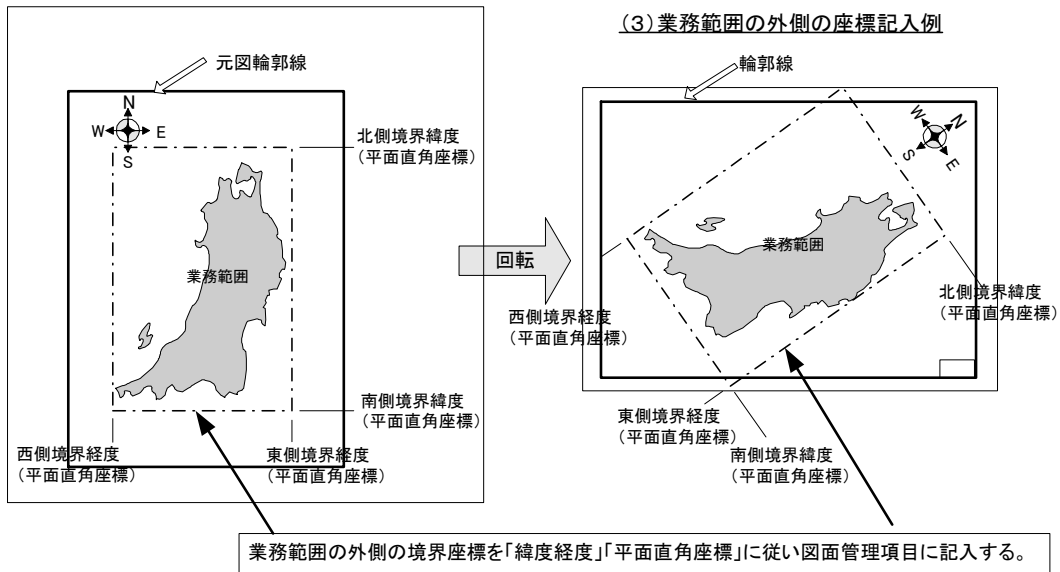 (3)業務範囲の外側の座標記入例
元図輪郭線
N
W
E
S
北側境界緯度
(平面直角座標)
業務範囲
南側境界緯度
(平面直角座標)
西側境界経度
(平面直角座標)
東側境界経度
(平面直角座標)
回転
輪郭線
W
N
S
E
業務範囲
北側境界緯度
(平面直角座標)
西側境界経度
(平面直角座標)
東側境界経度
(平面直角座標)
南側境界緯度
(平面直角座標)
業務範囲の外側の境界座標を「緯度経度」「平面直角座標」に従い図面管理項目に記入する。